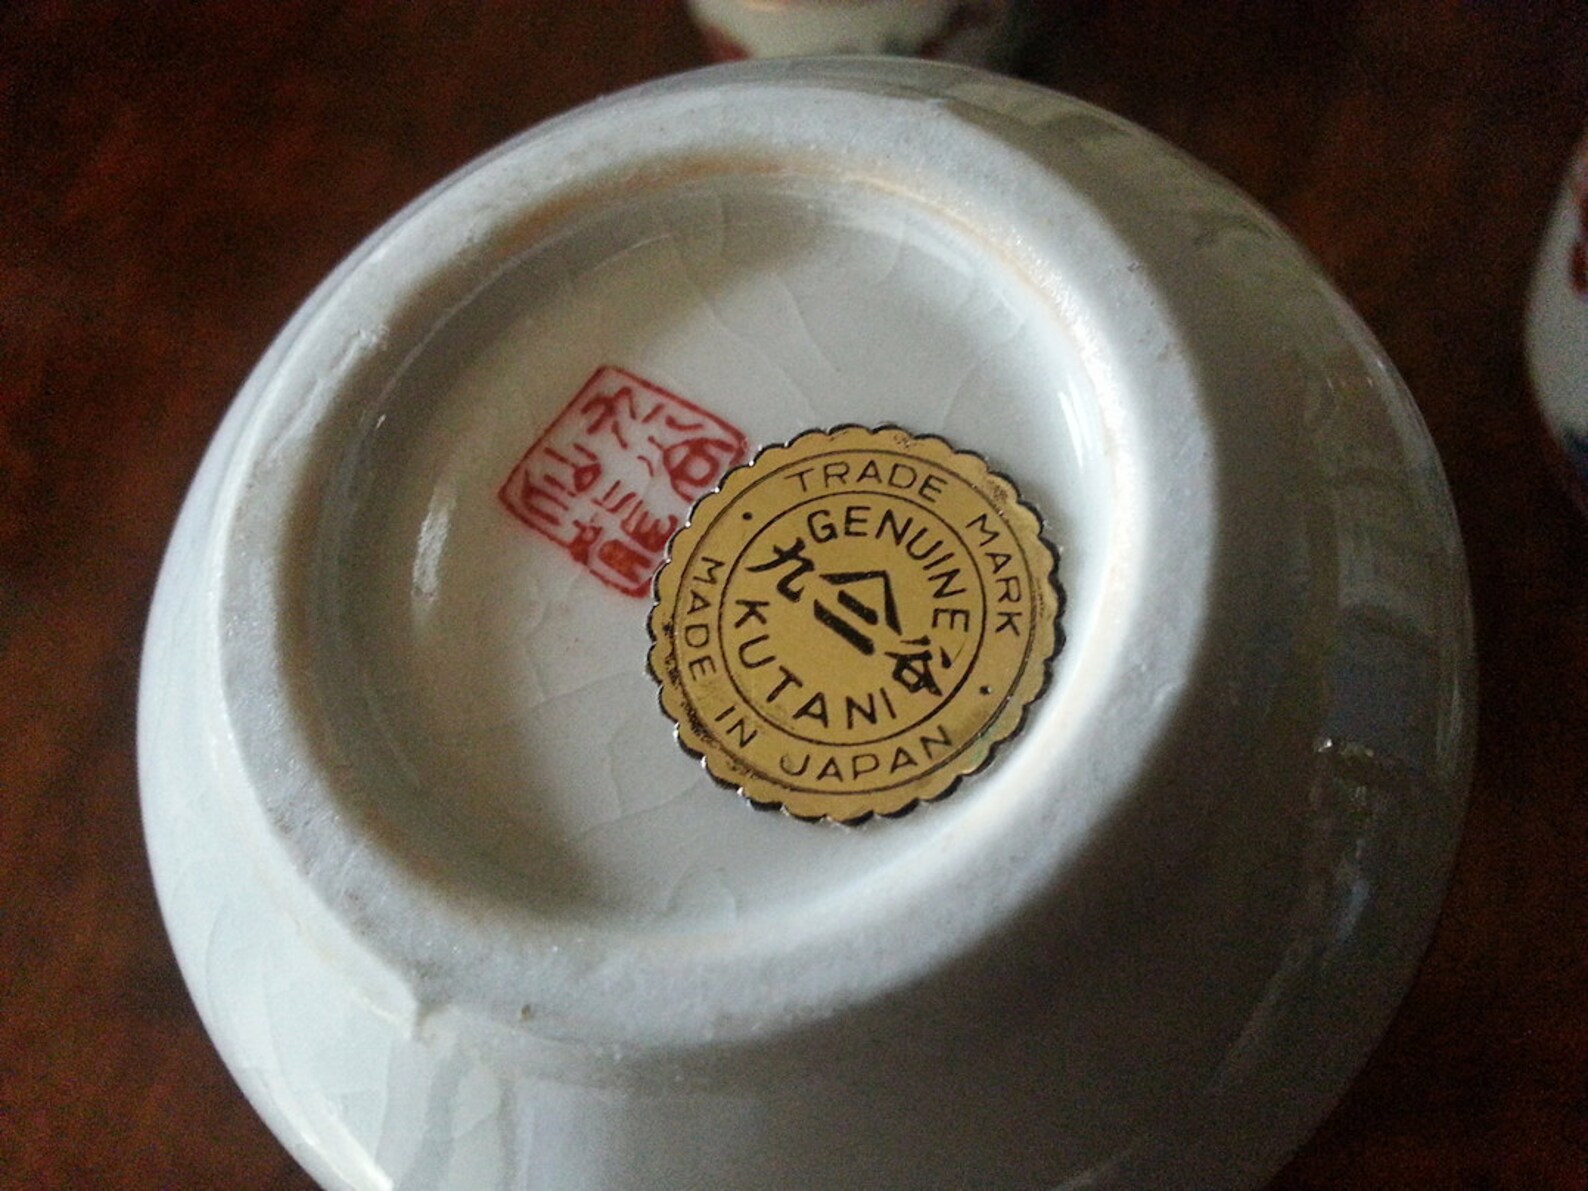 TRADE MARK
GENUINE
九谷
KUTANI
MADE IN JAPAN